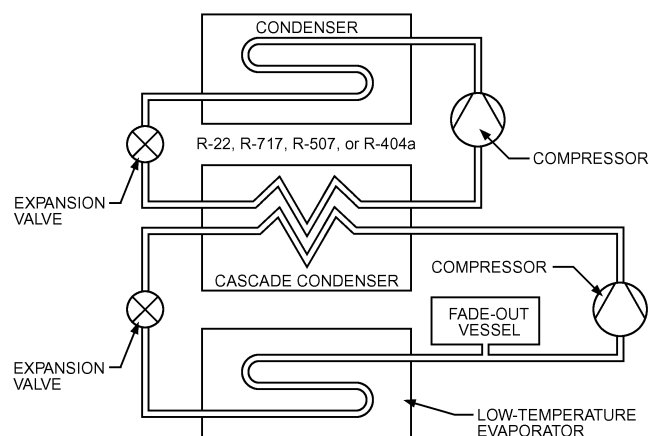 CONDENSER
R-22, R-717, R-507, or R-404a
COMPRESSOR
EXPANSION
VALVE
CASCADE CONDENSER
COMPRESSOR
FADE-OUT
VESSEL
EXPANSION
VALVE
LOW-TEMPERATURE
EVAPORATOR